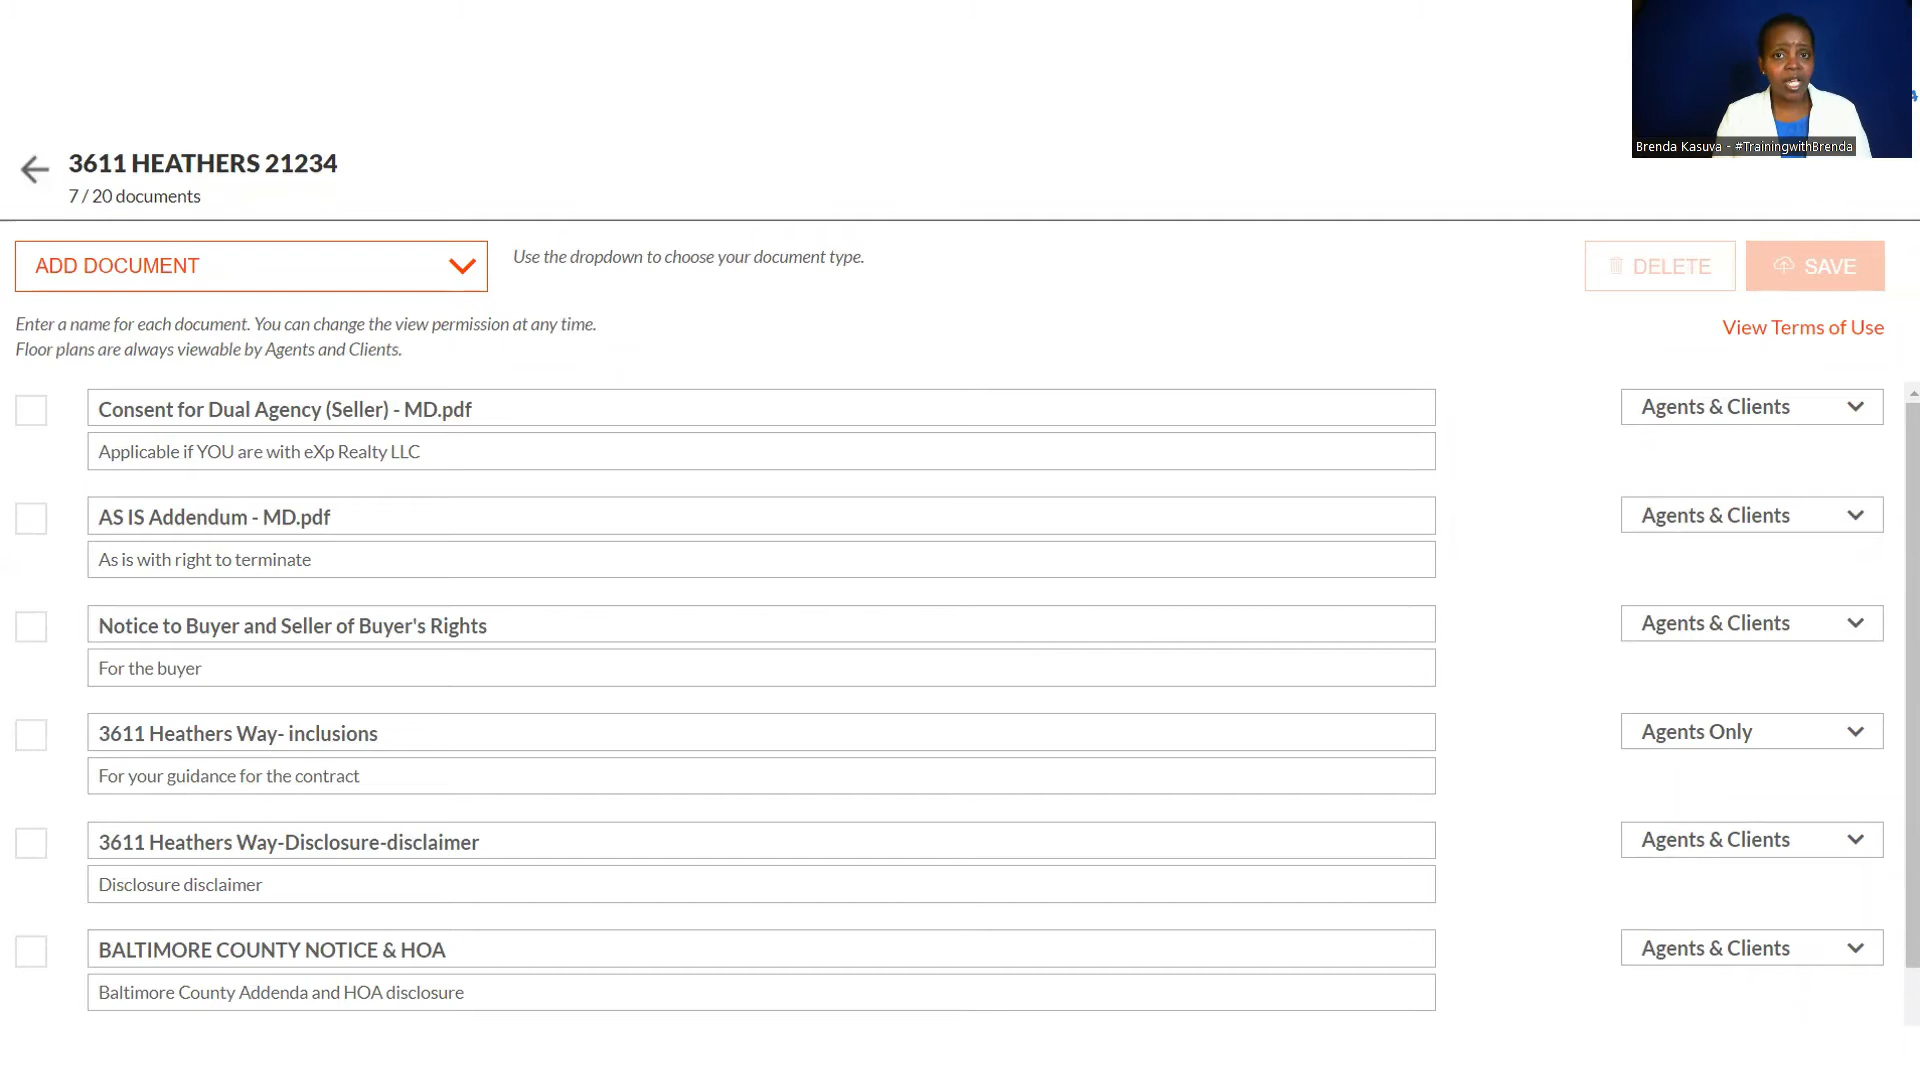 Brenda Kasuva - #TrainingwithBrenda
3611 HEATHERS 21234
7 / 20 documents
ADD DOCUMENT
Use the dropdown to choose your document type.
DELETE
SAVE
Enter a name for each document. You can change the view permission at any time.
Floor plans are always viewable by Agents and Clients.
View Terms of Use
Consent for Dual Agency (Seller) - MD.pdf
Agents & Clients
Applicable if YOU are with eXp Realty LLC
AS IS Addendum - MD.pdf
Agents & Clients
As is with right to terminate
Notice to Buyer and Seller of Buyer's Rights
Agents & Clients
For the buyer
3611 Heathers Way- inclusions
Agents Only
For your guidance for the contract
3611 Heathers Way-Disclosure-disclaimer
Agents & Clients
Disclosure disclaimer
BALTIMORE COUNTY NOTICE & HOA
Agents & Clients
Baltimore County Addenda and HOA disclosure